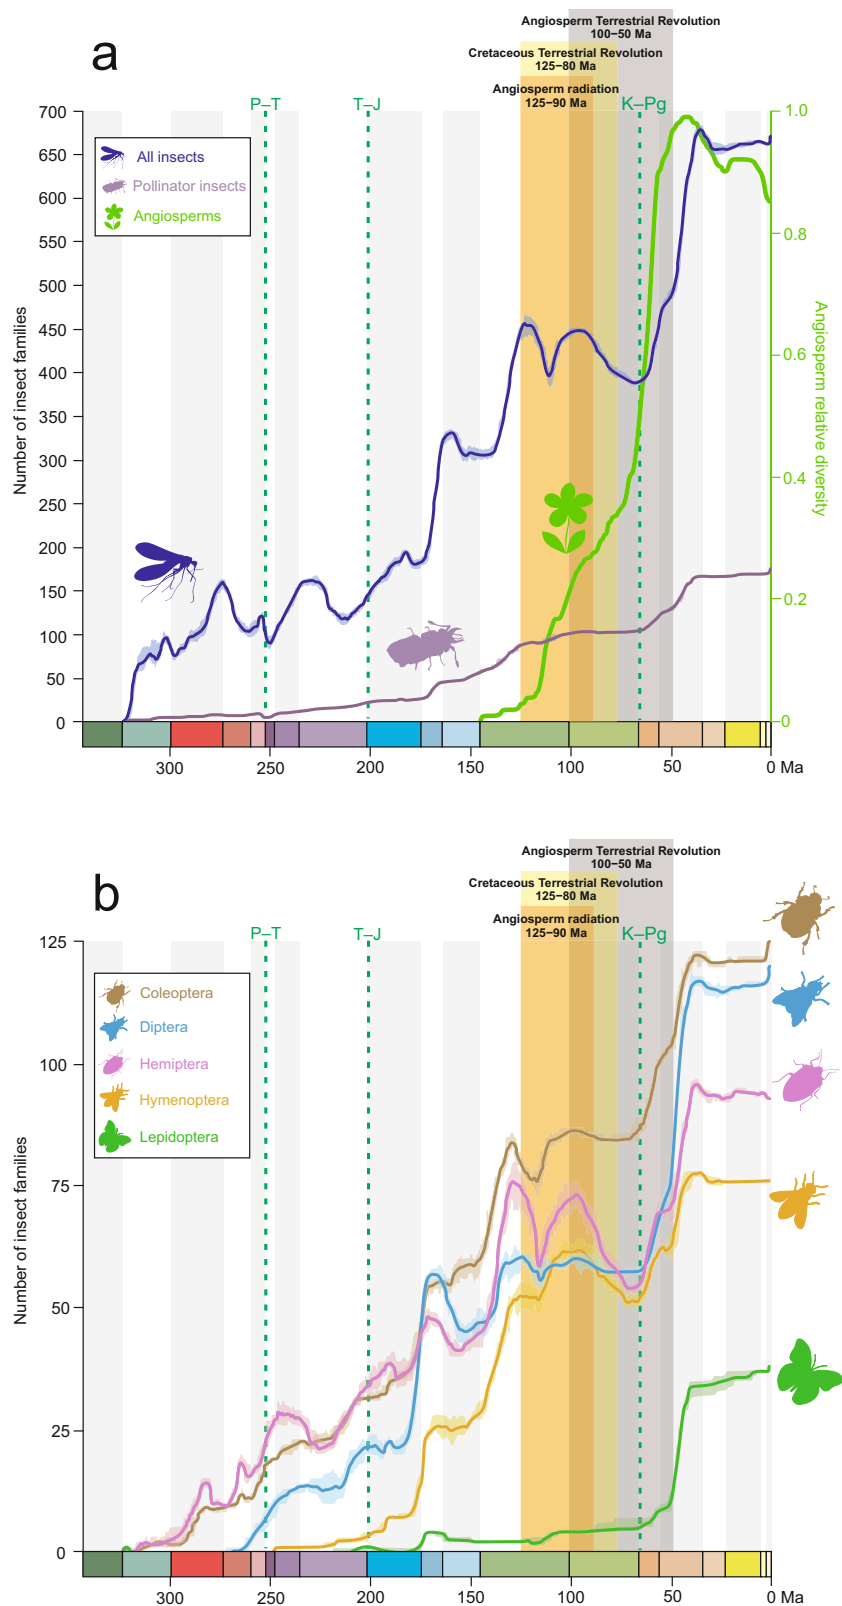 a
Angiosperm Terrestrial Revolution
100–50 Ma
Cretaceous Terrestrial Revolution
125–80 Ma
Angiosperm radiation
125–90 Ma
P–T
T–J
K–Pg
All insects
Pollinator insects
Angiosperms
Number of insect families
700
650
600
550
500
450
400
350
300
250
200
150
100
50
0
Angiosperm relative diversity
1.0
0.8
0.6
0.4
0.2
0
300
250
200
150
100
50
0 Ma
b
Angiosperm Terrestrial Revolution
100–50 Ma
Cretaceous Terrestrial Revolution
125–80 Ma
Angiosperm radiation
125–90 Ma
P–T
T–J
K–Pg
Coleoptera
Diptera
Hemiptera
Hymenoptera
Lepidoptera
Number of insect families
125
100
75
50
25
0
300
250
200
150
100
50
0 Ma